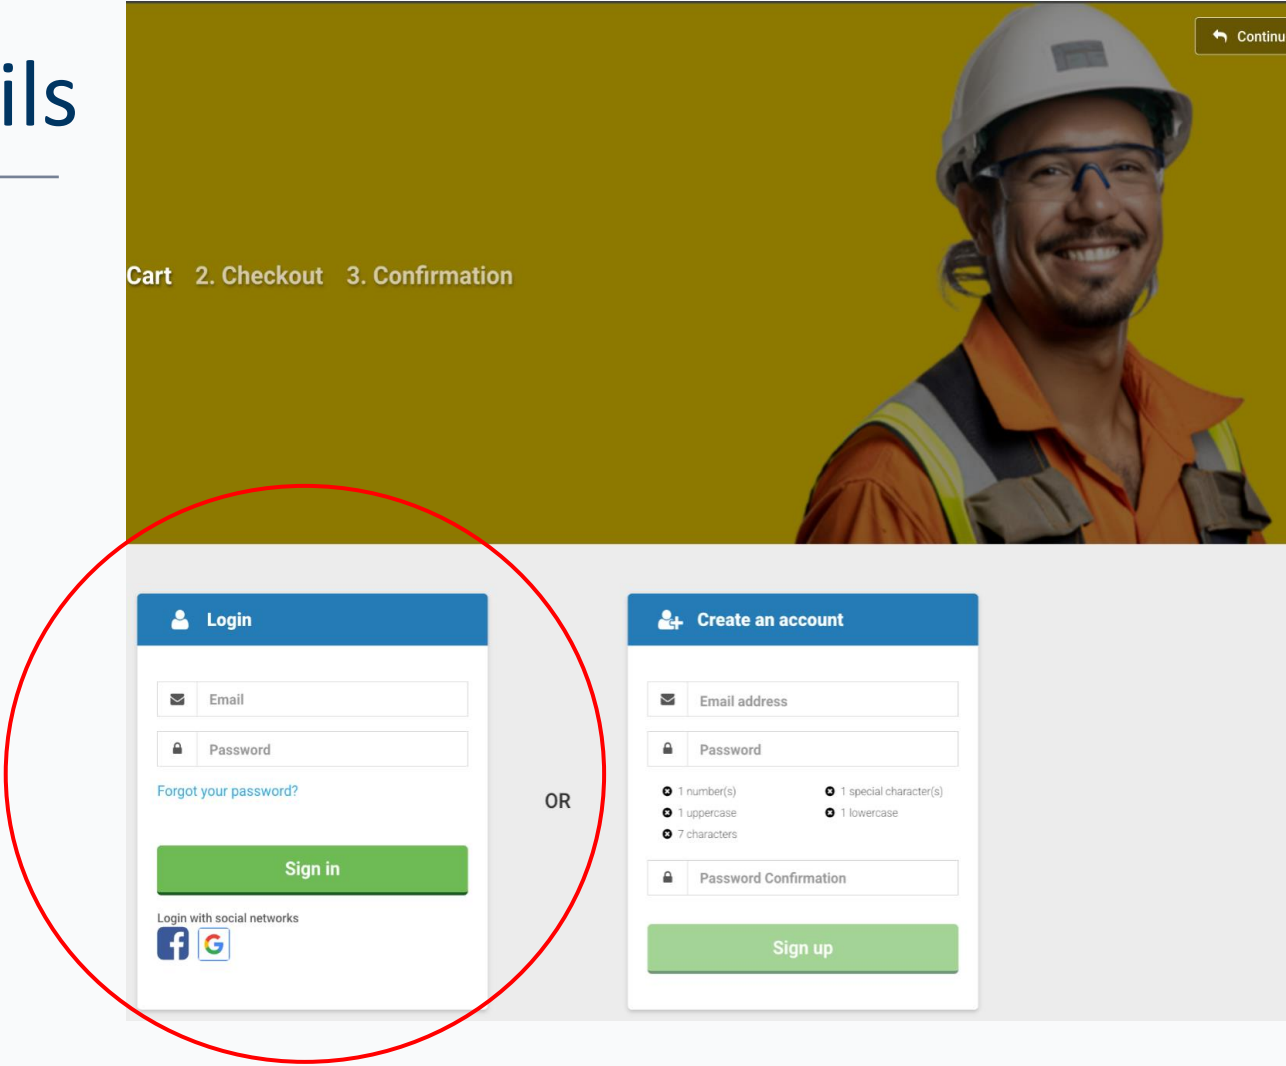 ils
Continu
Cart 2. Checkout 3. Confirmation
Login
Email
Password
Forgot your password?
Sign in
Login with social networks
f G
OR
Create an account
Email address
Password
1 number(s) 1 special character(s)
1 uppercase 1 lowercase
7 characters
Password Confirmation
Sign up